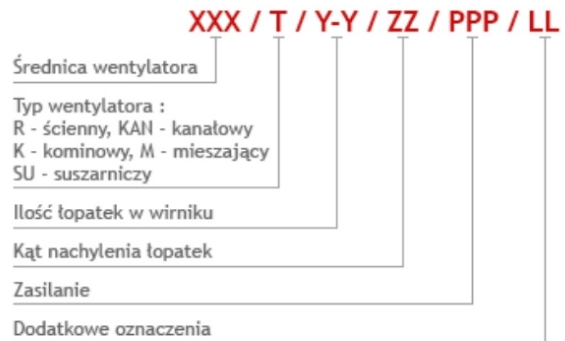 XXX / T / Y-Y / ZZ / PPP / LL
Średnica wentylatora
Typ wentylatora :
R - ścienny, KAN - kanałowy
K - kominowy, M - mieszający
SU - suszarniczy
Ilość łopatek w wirniku
Kąt nachylenia łopatek
Zasilanie
Dodatkowe oznaczenia